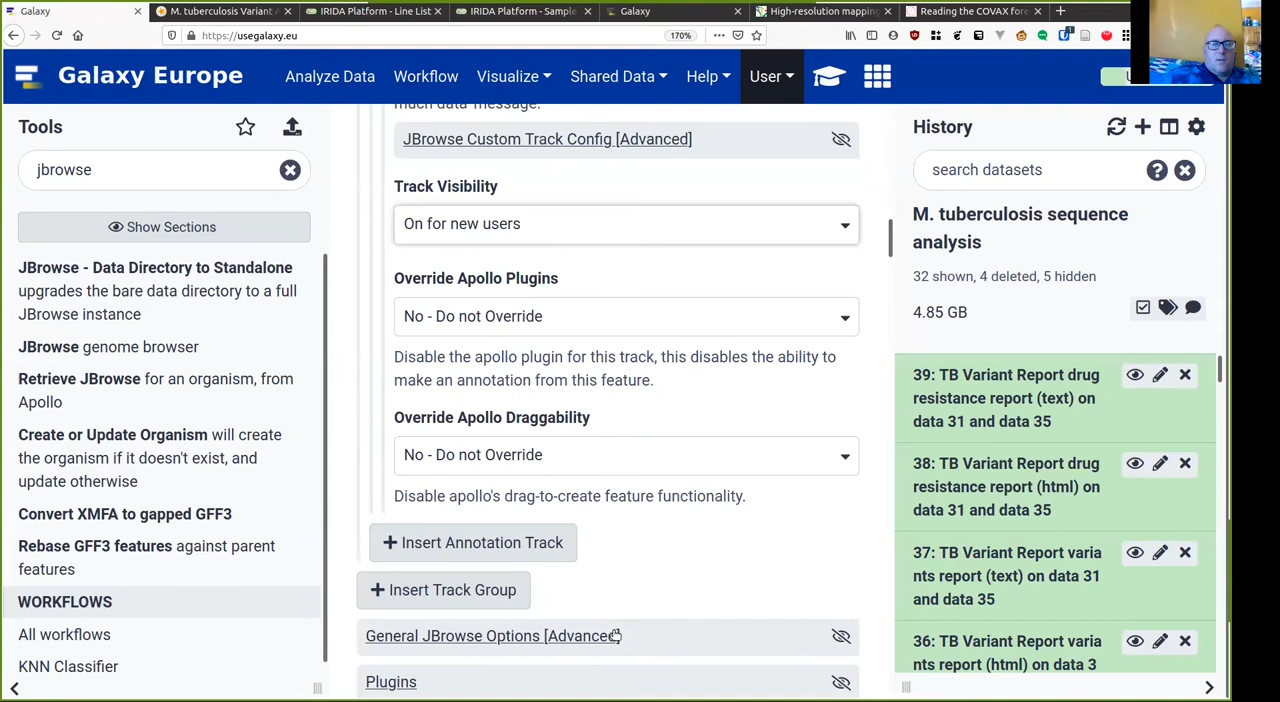 Galaxy
M. tuberculosis Variant A
IRIDA Platform - Line List
IRIDA Platform - Sample
Galaxy
High-resolution mapping
Reading the COVAX fore
https://usegalaxy.eu
170%
Galaxy Europe
Analyze Data
Workflow
Visualize
Shared Data
Help
User
Tools
jbrowse
Show Sections
JBrowse - Data Directory to Standalone
upgrades the bare data directory to a full
JBrowse instance
JBrowse genome browser
Retrieve JBrowse for an organism, from
Apollo
Create or Update Organism will create
the organism if it doesn't exist, and
update otherwise
Convert XMFA to gapped GFF3
Rebase GFF3 features against parent
features
WORKFLOWS
All workflows
KNN Classifier
much data' message.
JBrowse Custom Track Config [Advanced]
Track Visibility
On for new users
Override Apollo Plugins
No - Do not Override
Disable the apollo plugin for this track, this disables the ability to
make an annotation from this feature.
Override Apollo Draggability
No - Do not Override
Disable apollo's drag-to-create feature functionality.
Insert Annotation Track
Insert Track Group
General JBrowse Options [Advanced]
Plugins
History
search datasets
M. tuberculosis sequence
analysis
32 shown, 4 deleted, 5 hidden
4.85 GB
39: TB Variant Report drug
resistance report (text) on
data 31 and data 35
38: TB Variant Report drug
resistance report (html) on
data 31 and data 35
37: TB Variant Report varia
nts report (text) on data 31
and data 35
36: TB Variant Report varia
nts report (html) on data 3